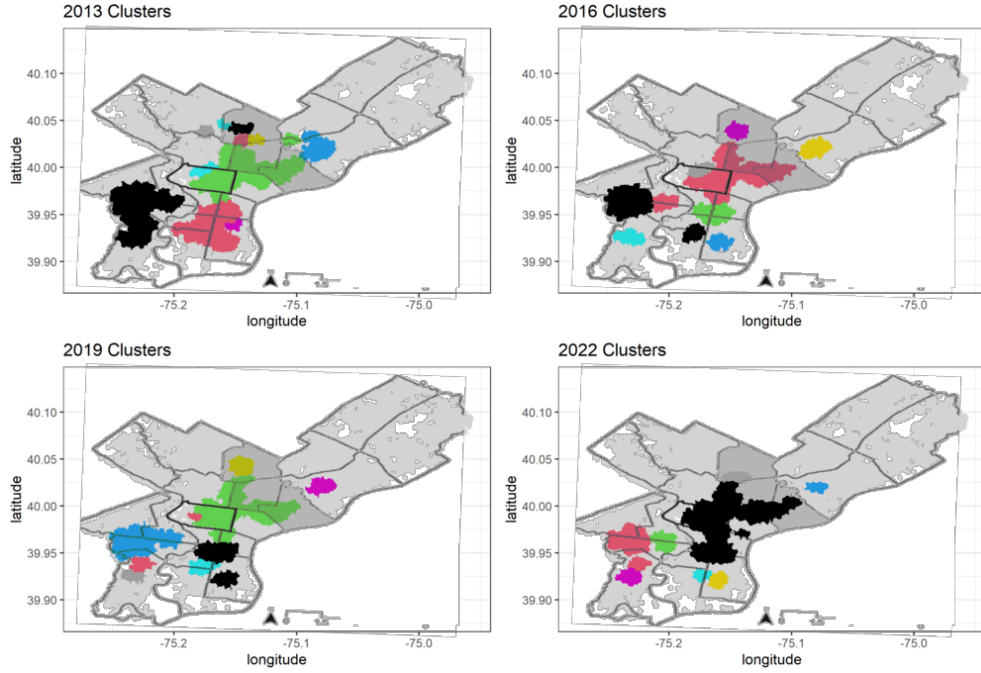 2013 Clusters
2016 Clusters
latitude
40.10
40.05
40.00
39.95
39.90
-75.2
-75.1
-75.0
longitude
latitude
40.10
40.05
40.00
39.95
39.90
-75.2
-75.1
-75.0
longitude
2019 Clusters
2022 Clusters
latitude
40.10
40.05
40.00
39.95
39.90
-75.2
-75.1
-75.0
longitude
latitude
40.10
40.05
40.00
39.95
39.90
-75.2
-75.1
-75.0
longitude